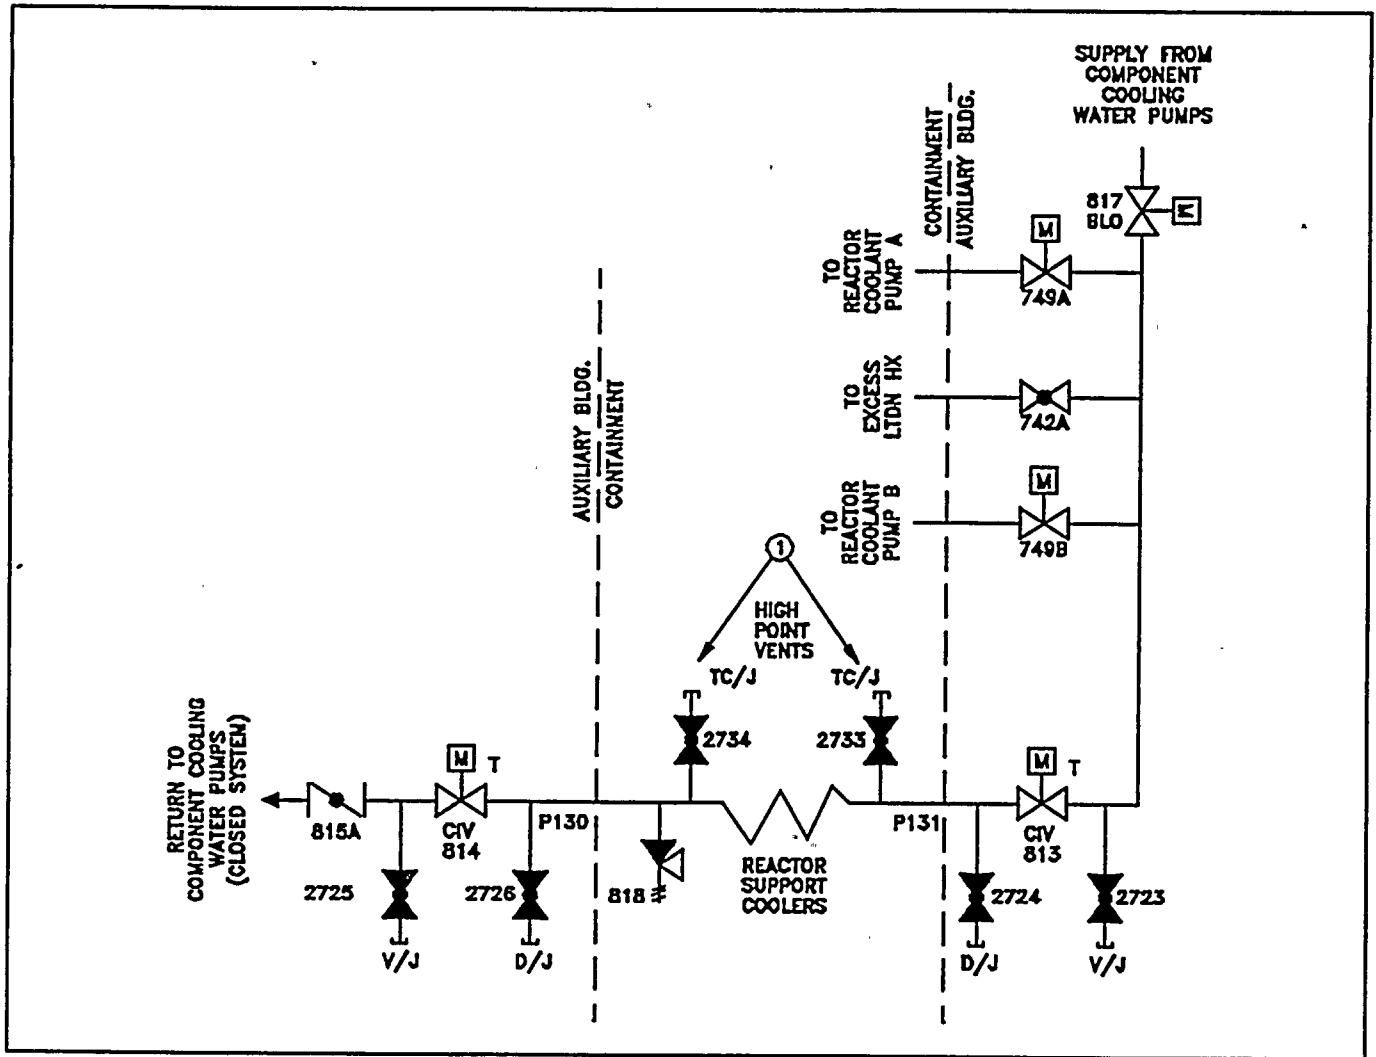 SUPPLY FROM
COMPONENT
COOLING
WATER PUMPS
CONTAINMENT
AUXILIARY BLDG.
817
BLO
M
TO
REACTOR
COOLANT
PUMP A
M
749A
TO
EXCESS
LTDN HX
742A
TO
REACTOR
COOLANT
PUMP B
M
749B
AUXILIARY BLDG.
CONTAINMENT
1
HIGH
POINT
VENTS
TC/J
TC/J
2734
2733
RETURN TO
COMPONENT COOLING
WATER PUMPS
(CLOSED SYSTEN)
815A
M
T
CIV
814
P130
818
REACTOR
SUPPORT
COOLERS
P131
M
T
CIV
813
2725
2726
2724
2723
V/J
D/J
D/J
V/J